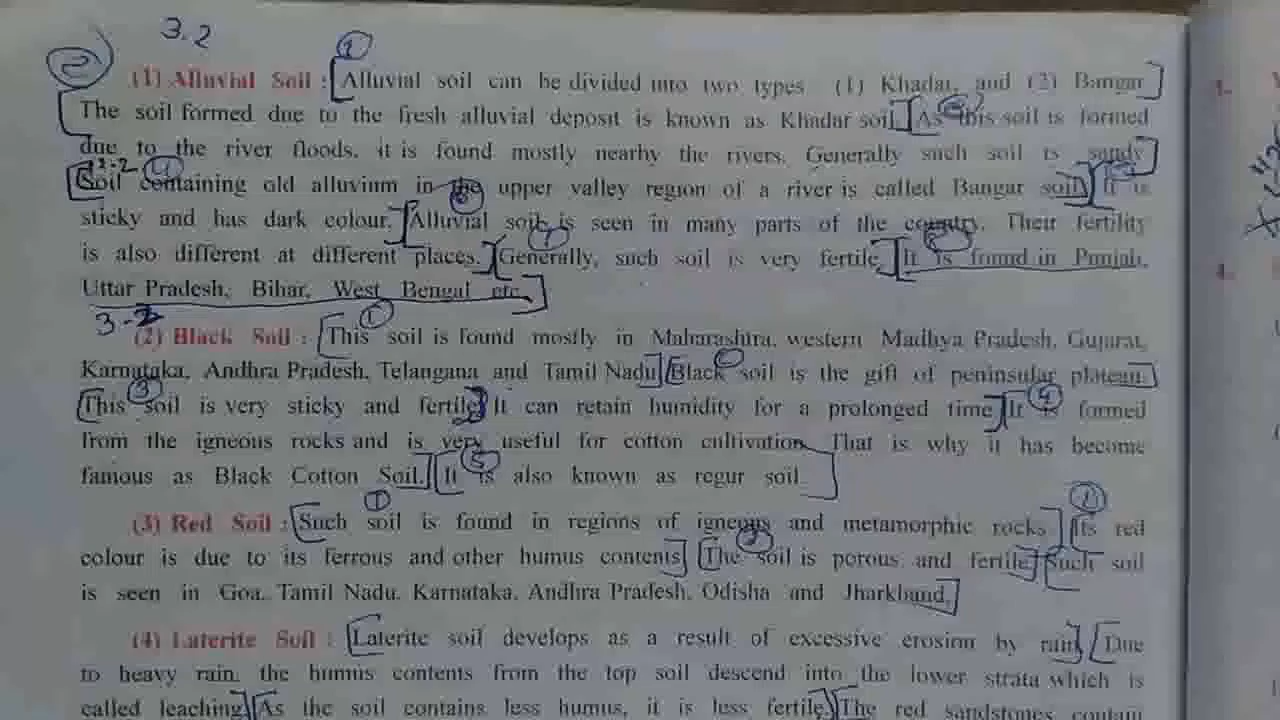 3.2
2 1
(1) Alluvial Soil : Alluvial soil can be divided into two types (1) Khadar, and (2) Bangar
The soil formed due to the fresh alluvial deposit is known as Khadar soil. As this soil is formed
due to the river floods, it is found mostly nearby the rivers. Generally such soil is sandy
Soil containing old alluvium in the upper valley region of a river is called Bangar soil. It is
sticky and has dark colour. Alluvial soil is seen in many parts of the country. Their fertility
is also different at different places. Generally, such soil is very fertile. It is found in Punjab,
Uttar Pradesh, Bihar, West Bengal etc.
3-2 1
(2) Black Soil : This soil is found mostly in Maharashtra, western Madhya Pradesh, Gujarat,
Karnataka, Andhra Pradesh, Telangana and Tamil Nadu. Black soil is the gift of peninsular plateau.
3 4
This soil is very sticky and fertile. It can retain humidity for a prolonged time. It is formed
from the igneous rocks and is very useful for cotton cultivation. That is why it has become
5
famous as Black Cotton Soil. It is also known as regur soil
1
(3) Red Soil : Such soil is found in regions of igneous and metamorphic rocks. Its red
colour is due to its ferrous and other humus contents. The soil is porous and fertile. Such soil
is seen in Goa, Tamil Nadu, Karnataka, Andhra Pradesh, Odisha and Jharkhand.
(4) Laterite Soil : Laterite soil develops as a result of excessive erosion by rain. Due
to heavy rain, the humus contents from the top soil descend into the lower strata which is
called leaching. As the soil contains less humus, it is less fertile. The red sandstones contain